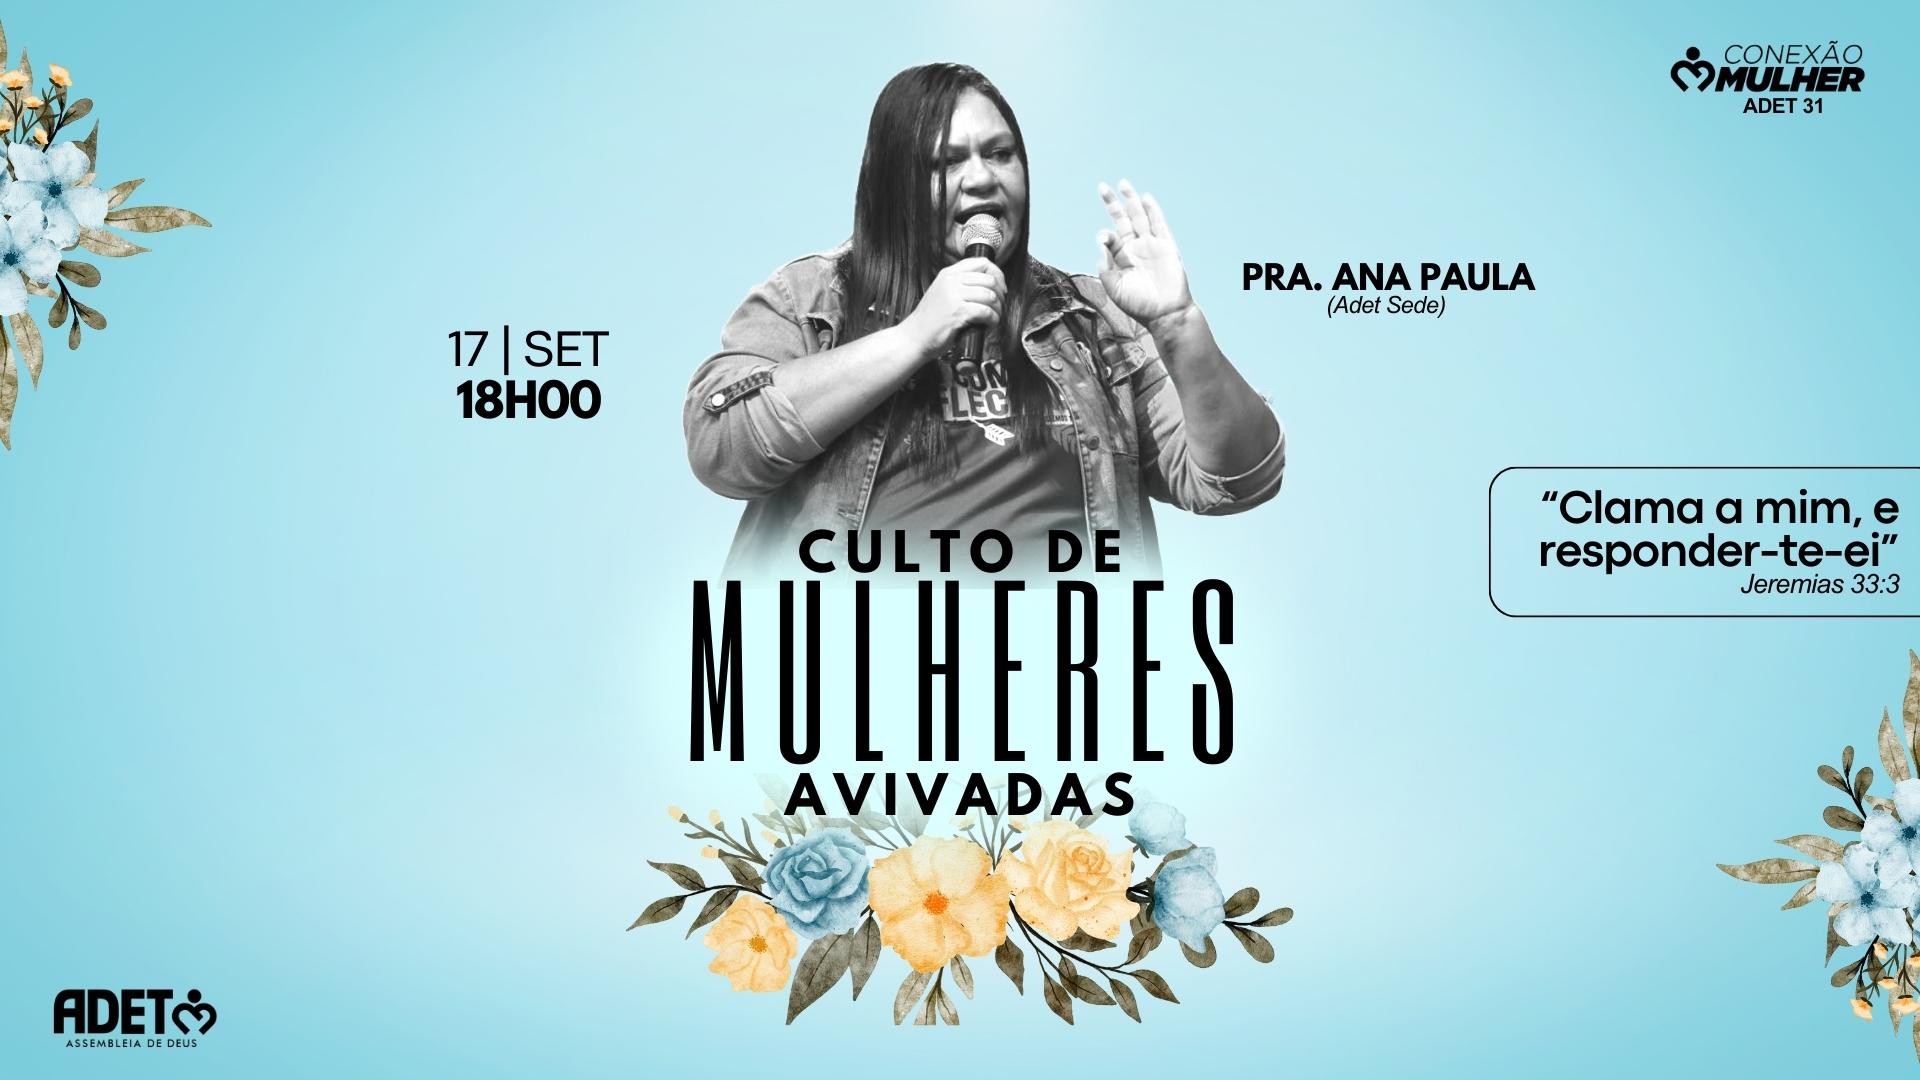 CONEXÃO
MULHER
ADET 31
PRA. ANA PAULA
(Adet Sede)
17 | SET
18H00
CULTO DE
MULHERES
AVIVADAS
“Clama a mim, e
responder-te-ei”
Jeremias 33:3
ADET
ASSEMBLEIA DE DEUS